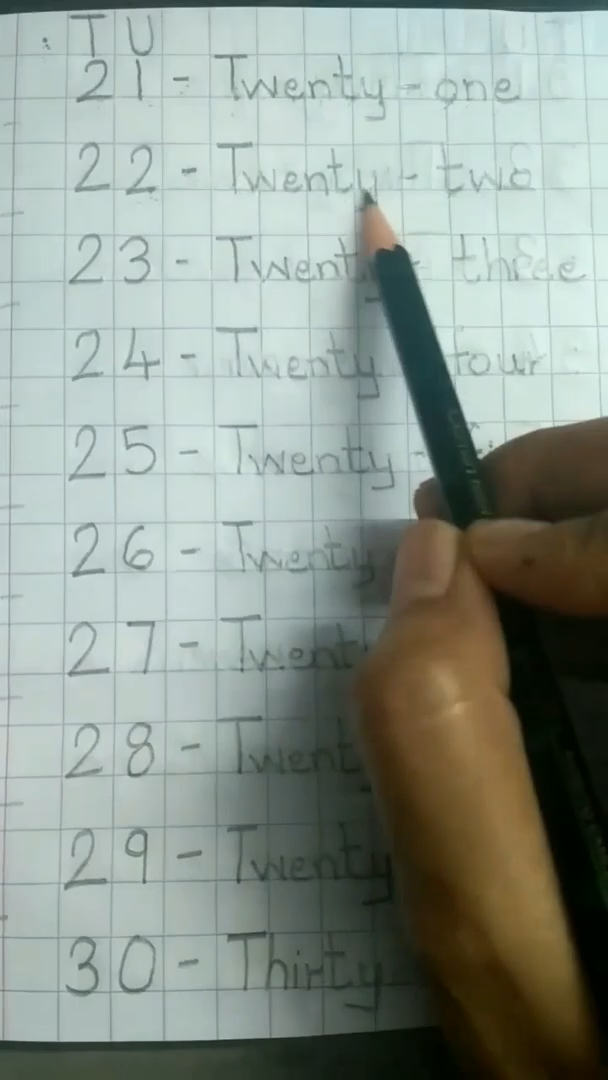 T U
21 - Twenty - one
22 - Twenty - two
23 - Twenty - three
24 - Twenty four
25 - Twenty -
26 - Twenty
27 - Twent
28 - Twent
29 - Twenty
30 - Thirty